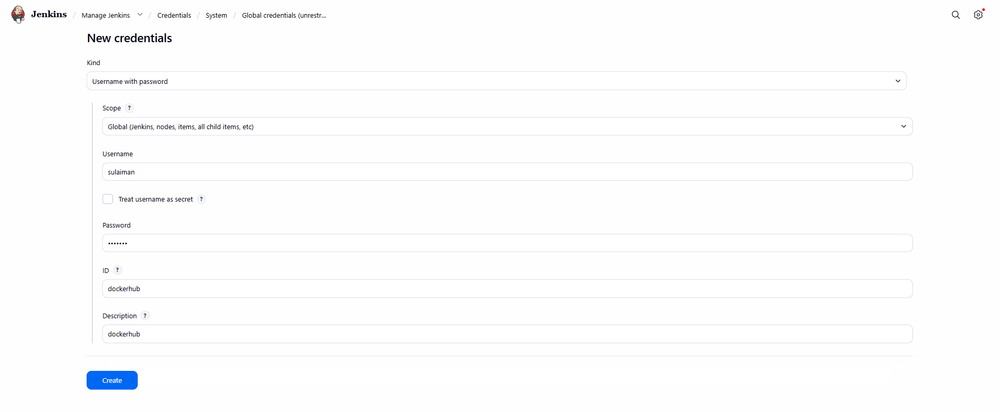 Jenkins / Manage Jenkins / Credentials / System / Global credentials (unrestr...
New credentials
Kind
Username with password
Scope ?
Global (Jenkins, nodes, items, all child items, etc)
Username
sulaiman
Treat username as secret ?
Password
•••••••
ID ?
dockerhub
Description ?
dockerhub
Create